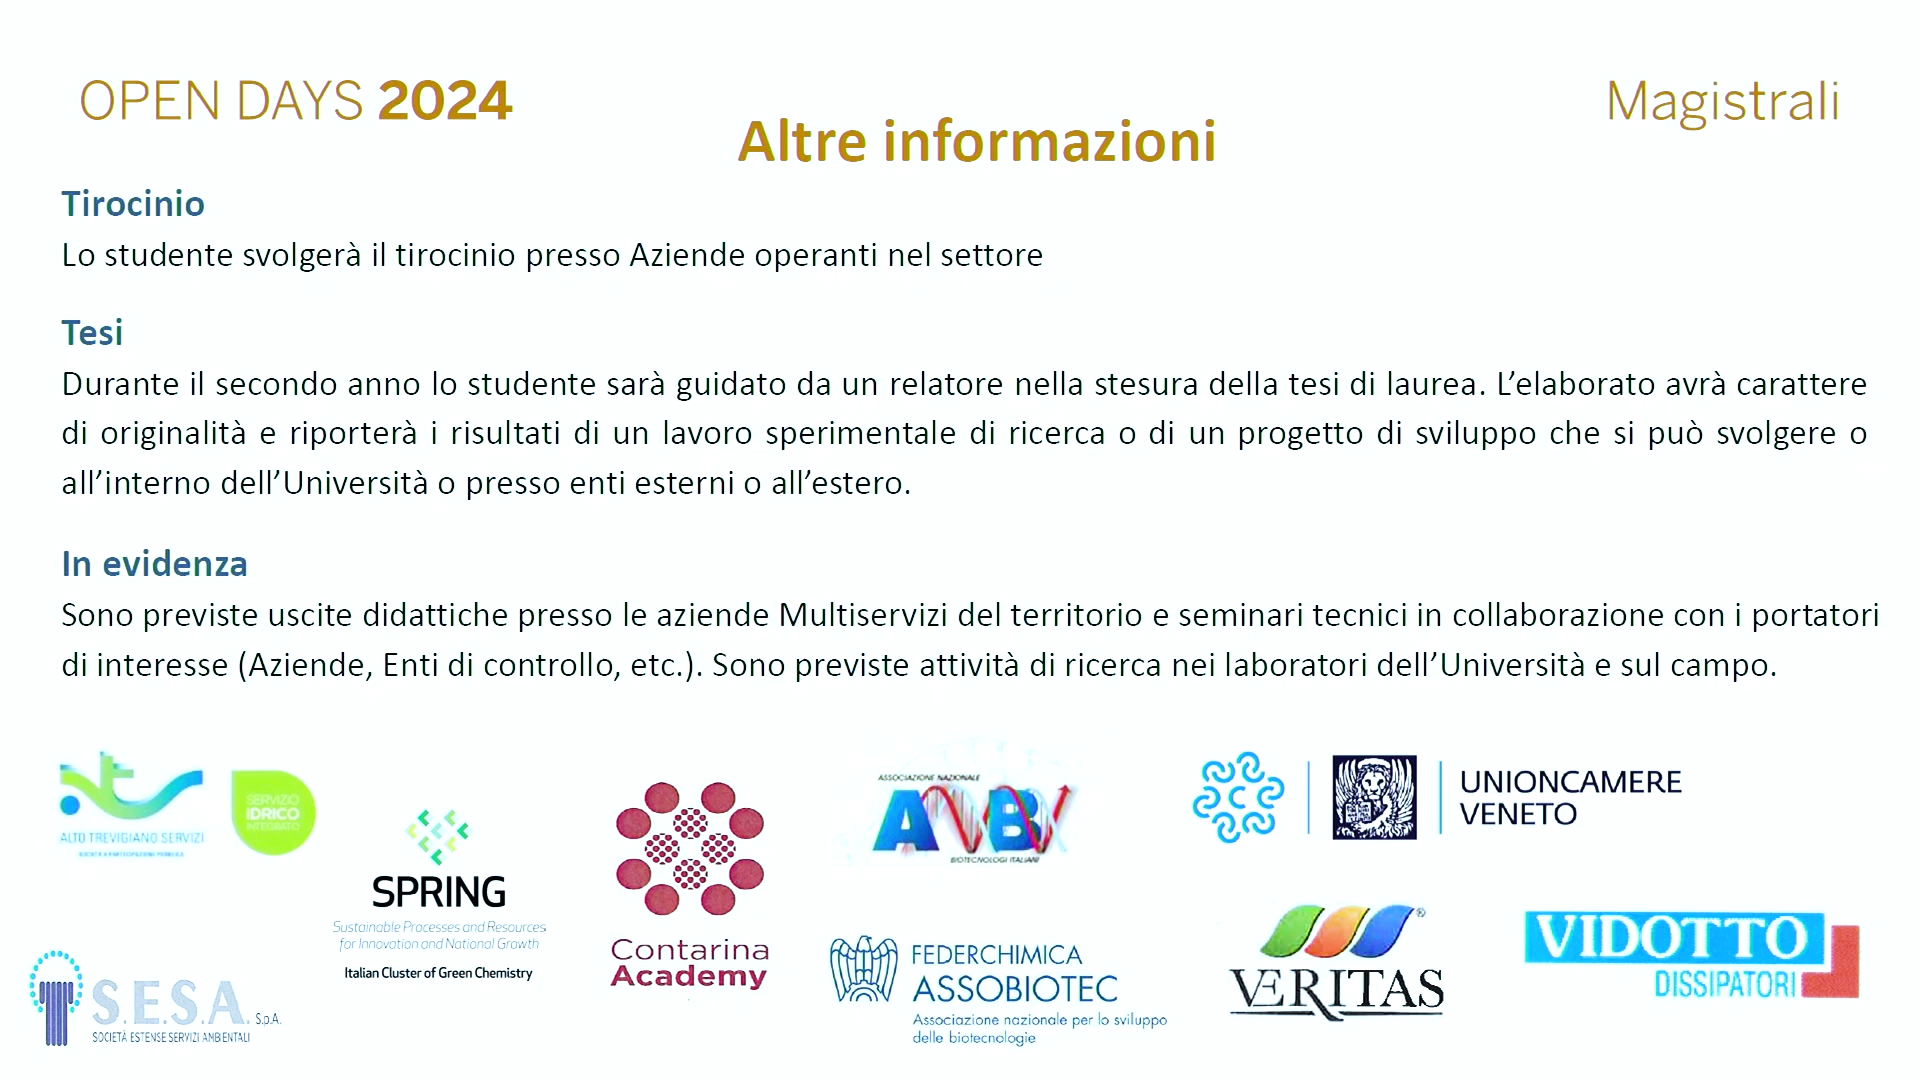 OPEN DAYS 2024
Magistrali
Altre informazioni
Tirocinio
Lo studente svolgerà il tirocinio presso Aziende operanti nel settore
Tesi
Durante il secondo anno lo studente sarà guidato da un relatore nella stesura della tesi di laurea. L’elaborato avrà carattere
di originalità e riporterà i risultati di un lavoro sperimentale di ricerca o di un progetto di sviluppo che si può svolgere o
all’interno dell’Università o presso enti esterni o all’estero.
In evidenza
Sono previste uscite didattiche presso le aziende Multiservizi del territorio e seminari tecnici in collaborazione con i portatori
di interesse (Aziende, Enti di controllo, etc.). Sono previste attività di ricerca nei laboratori dell’Università e sul campo.
ALTO TREVIGIANO SERVIZI
SOCIETÀ A PARTECIPAZIONE PUBBLICA
SERVIZIO
IDRICO
INTEGRATO
SPRING
Sustainable Processes and Resources
for Innovation and National Growth
Italian Cluster of Green Chemistry
Contarina
Academy
ASSOCIAZIONE NAZIONALE
ANBI
BIOTECNOLOGI ITALIANI
UNIONCAMERE
VENETO
S.E.S.A. S.p.A.
SOCIETÀ ESTENSE SERVIZI AMBIENTALI
FEDERCHIMICA
ASSOBIOTEC
Associazione nazionale per lo sviluppo
delle biotecnologie
VERITAS®
VIDOTTO
DISSIPATORI